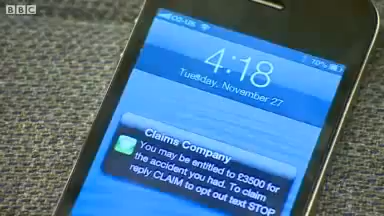 BBC
O2-UK
70%
4:18
Tuesday, November 27
Claims Company
You may be entitled to £3500 for
the accident you had. To claim
reply CLAIM to opt out text STOP